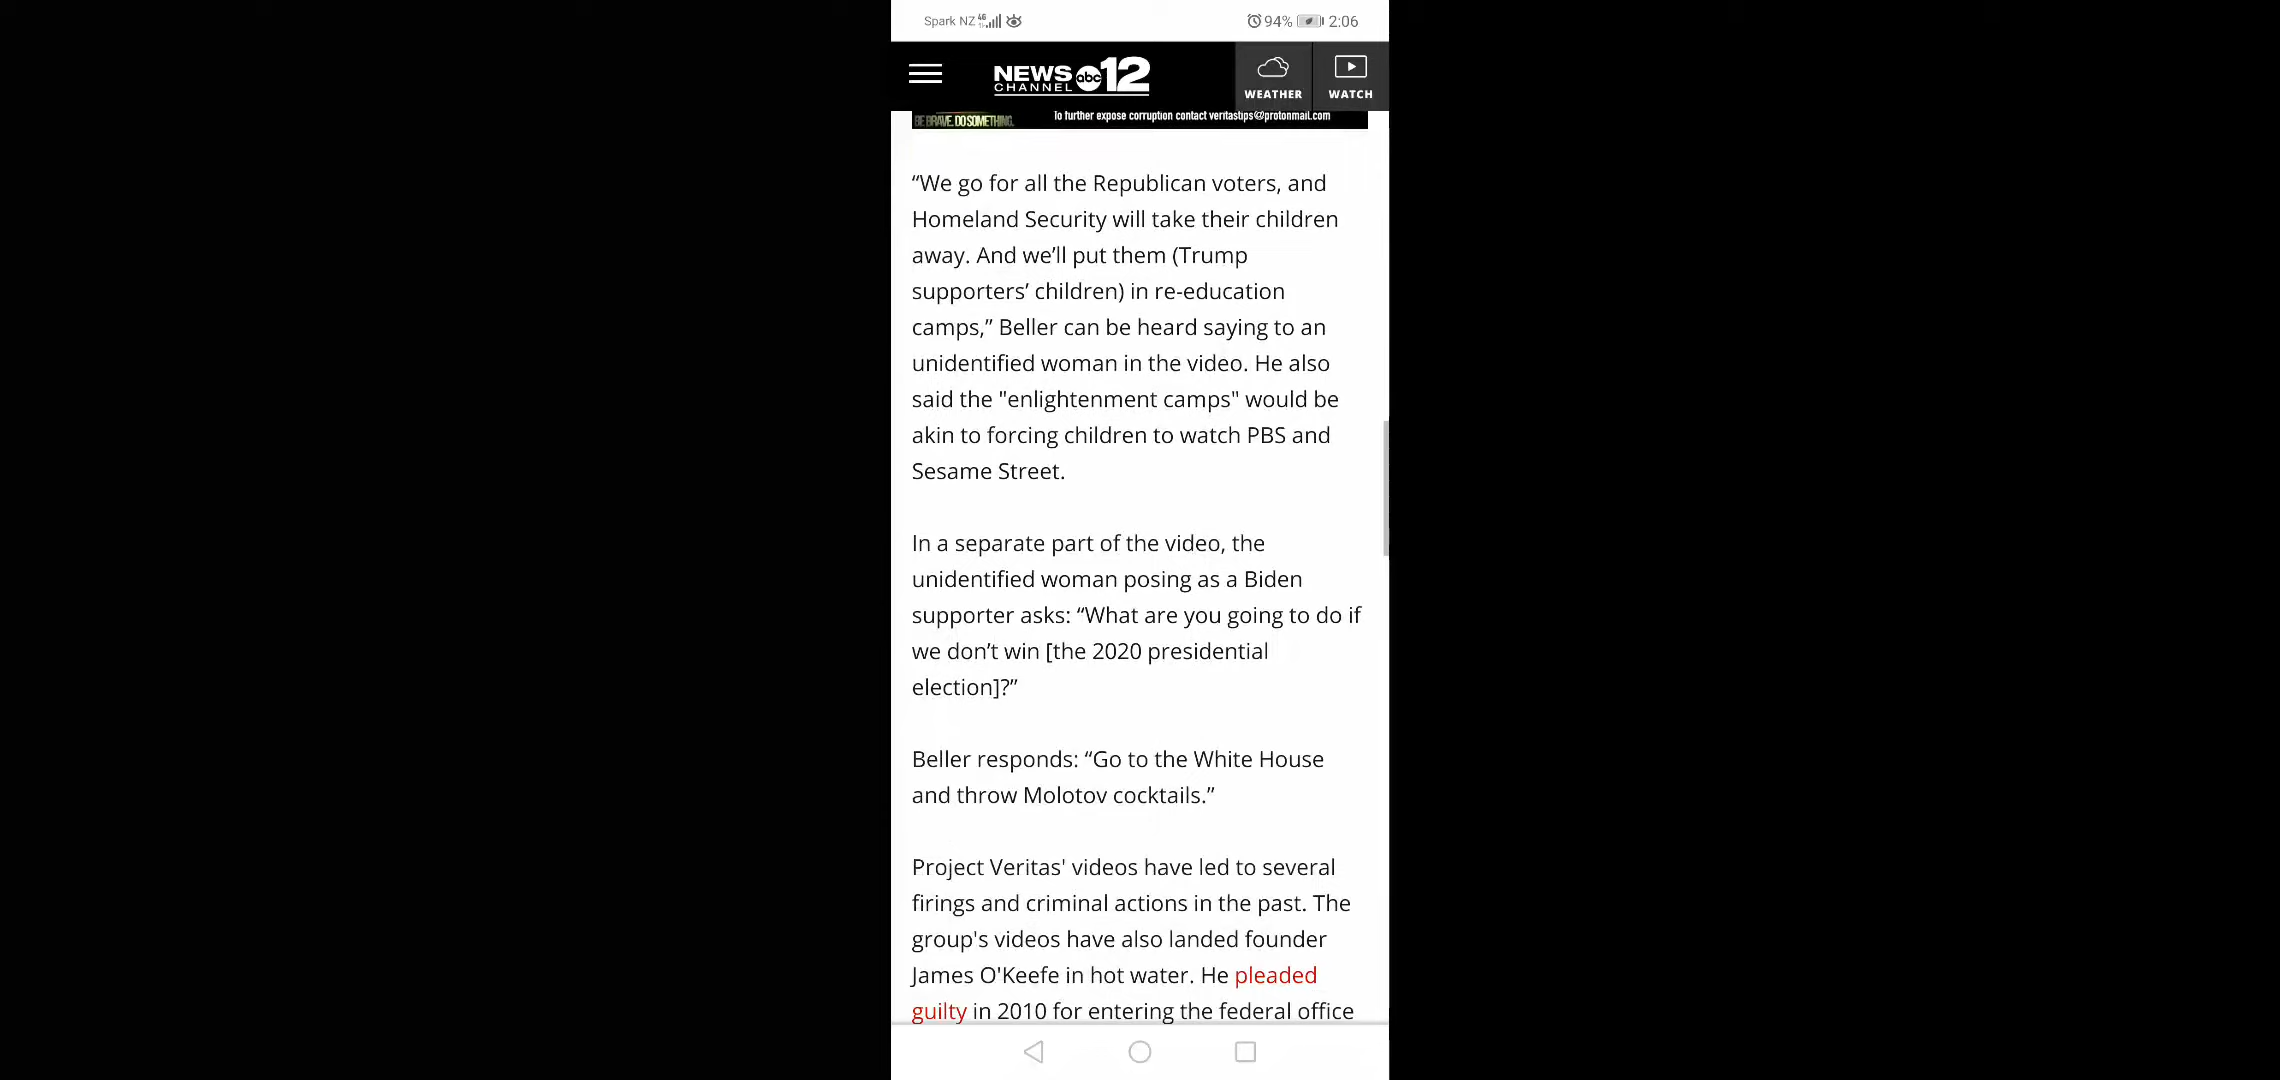 Spark NZ 4G 94% 2:06
NEWS abc 12
CHANNEL
WEATHER WATCH
BE BRAVE. DO SOMETHING. To further expose corruption contact veritastips@protonmail.com
“We go for all the Republican voters, and
Homeland Security will take their children
away. And we’ll put them (Trump
supporters’ children) in re-education
camps,” Beller can be heard saying to an
unidentified woman in the video. He also
said the "enlightenment camps" would be
akin to forcing children to watch PBS and
Sesame Street.
In a separate part of the video, the
unidentified woman posing as a Biden
supporter asks: “What are you going to do if
we don’t win [the 2020 presidential
election]?”
Beller responds: “Go to the White House
and throw Molotov cocktails.”
Project Veritas' videos have led to several
firings and criminal actions in the past. The
group's videos have also landed founder
James O'Keefe in hot water. He pleaded
guilty in 2010 for entering the federal office